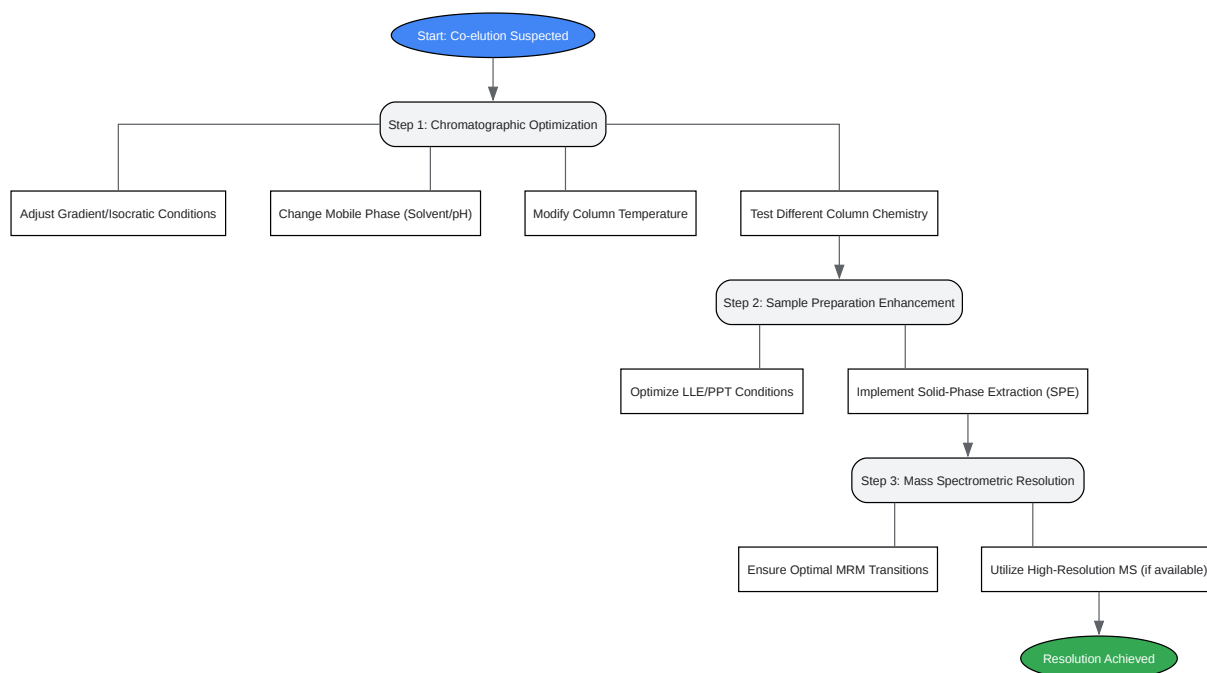 Start: Co-elution Suspected
Step 1: Chromatographic Optimization
Adjust Gradient/Isocratic Conditions
Change Mobile Phase (Solvent/pH)
Modify Column Temperature
Test Different Column Chemistry
Step 2: Sample Preparation Enhancement
Optimize LLE/PPT Conditions
Implement Solid-Phase Extraction (SPE)
Step 3: Mass Spectrometric Resolution
Ensure Optimal MRM Transitions
Utilize High-Resolution MS (if available)
Resolution Achieved